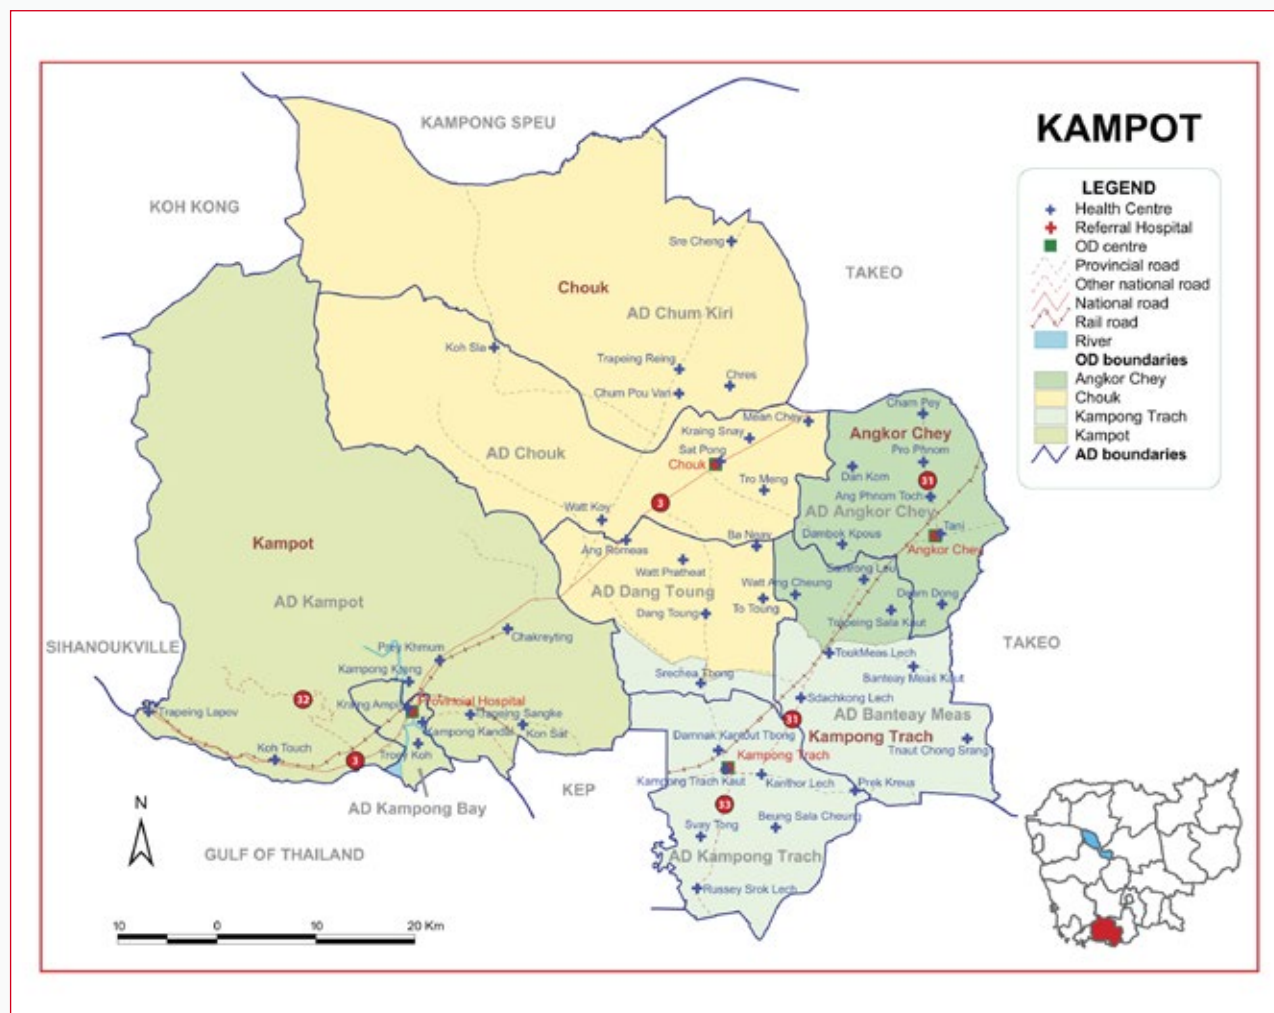 KAMPOT
KAMPONG SPEU
KOH KONG
TAKEO
LEGEND
Health Centre
Referral Hospital
OD centre
Provincial road
Other national road
National road
Rail road
River
OD boundaries
Angkor Chey
Chouk
Kampong Trach
Kampot
AD boundaries
Sre Cheng
Chouk
AD Chum Kiri
Koh Sla
Trapeing Reing
Chres
Chum Pou Van
Mean Chey
Cham Pey
Kraing Snay
Angkor Chey
AD Chouk
Sat Pong
Pro Phnom
Chouk
Dan Kom
Tro Meng
31
Ang Phnom Toch
3
Watt Koy
AD Angkor Chey
Tani
Ba Neav
Dambok Kpous
Kampot
Ang Romeas
Angkor Chey
Watt Pratheat
Samrong Leu
AD Dang Toung
Watt Ang Cheung
Deam Dong
AD Kampot
To Toung
Dang Toung
Trapeing Sala Kaut
Chakreyting
SIHANOUKVILLE
Prey Khmum
TAKEO
ToukMeas Lech
Kampong Kreng
Srechea Tbong
Banteay Meas Kaut
32
Kraing Ampil
Provincial Hospital
Sdachkong Lech
Trapeing Lapov
Trapeing Sangke
31
AD Banteay Meas
Kampong Kandal
Kon Sat
Damnak Kantout Tbong
Kampong Trach
Koh Touch
Trony Koh
Kampong Trach
Thaut Chong Srang
3
Kampong Trach Kaut
Kanthor Lech
Prek Kreus
KEP
AD Kampong Bay
33
Beung Sala Cheung
Svay Tong
N
GULF OF THAILAND
AD Kampong Trach
Russey Srok Lech
10 0 10 20 Km